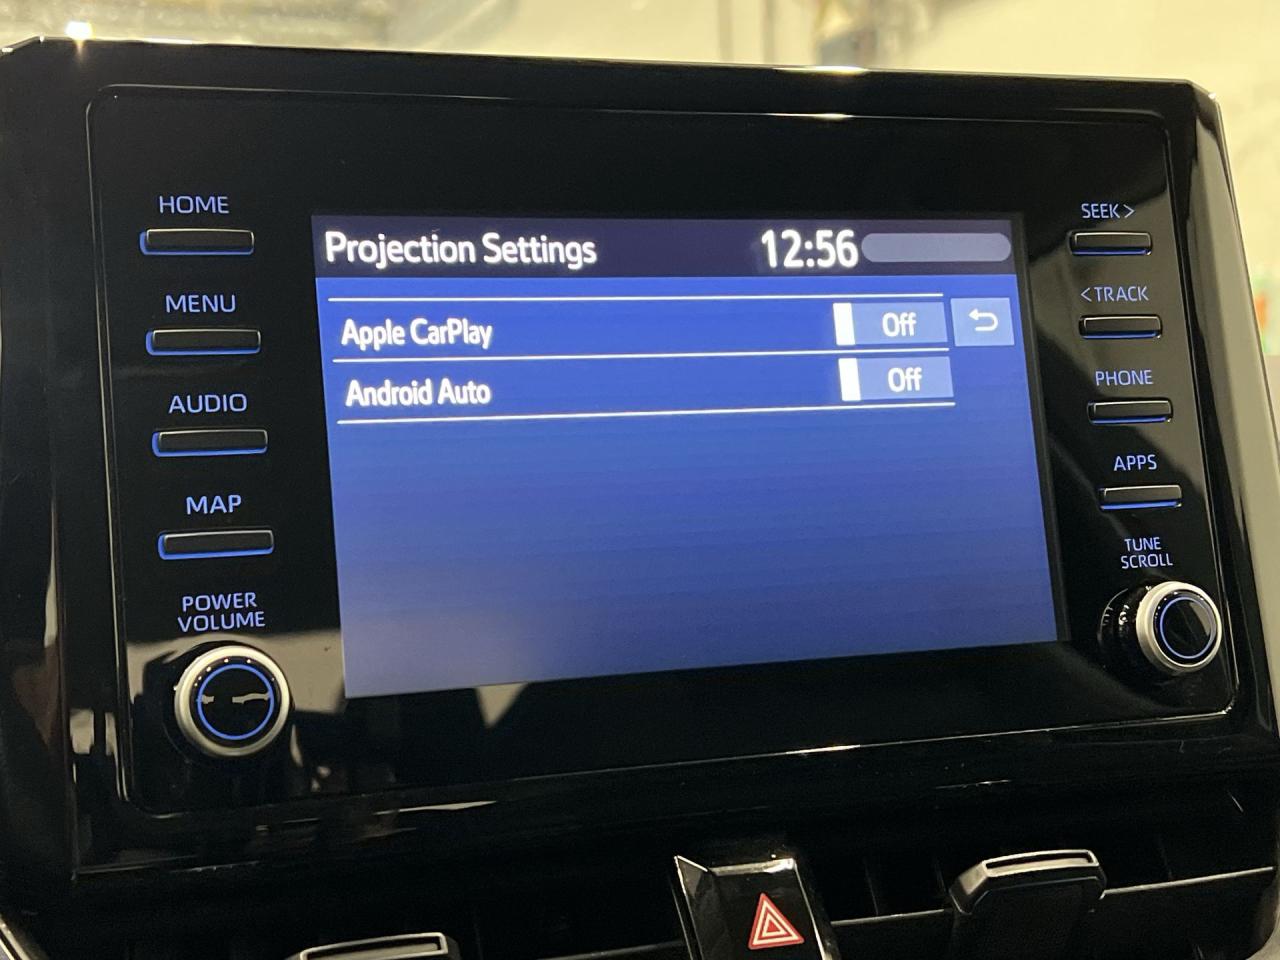 HOME
MENU
AUDIO
MAP
POWER
VOLUME
Projection Settings 12:56
Apple CarPlay Off
Android Auto Off
SEEK >
< TRACK
PHONE
APPS
TUNE
SCROLL